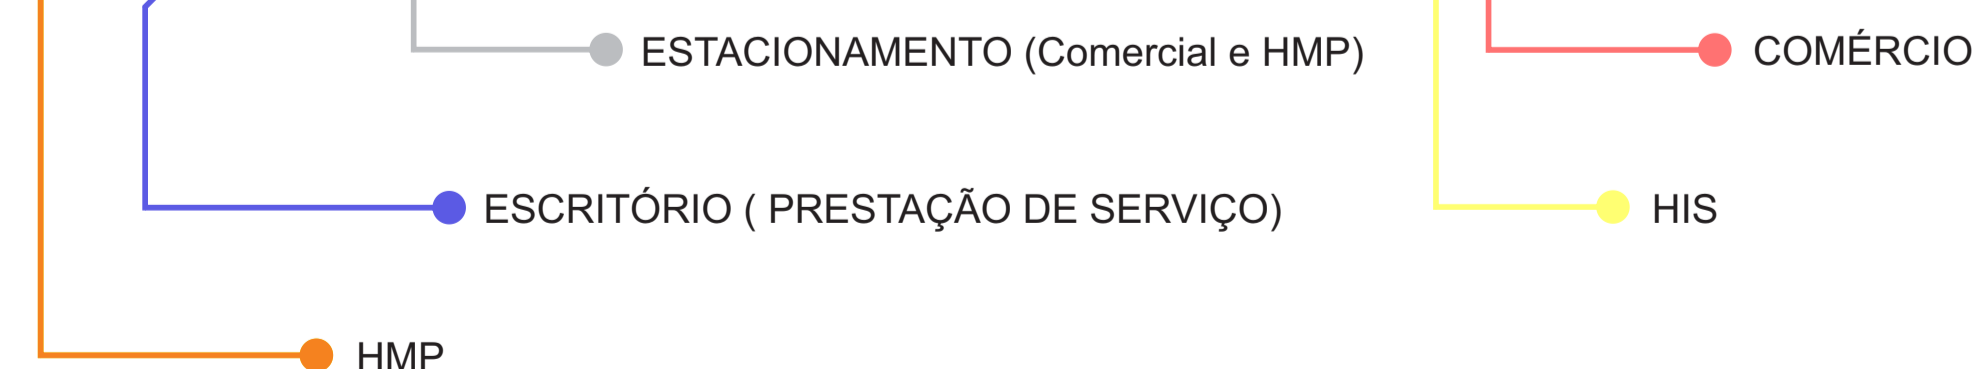 ESTACIONAMENTO (Comercial e HMP)
COMÉRCIO
ESCRITÓRIO ( PRESTAÇÃO DE SERVIÇO)
HIS
HMP